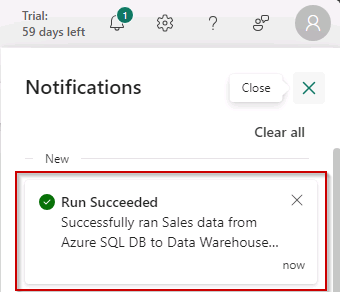 Trial:
59 days left
1
Notifications
Close
Clear all
New
Run Succeeded
Successfully ran Sales data from
Azure SQL DB to Data Warehouse...
now